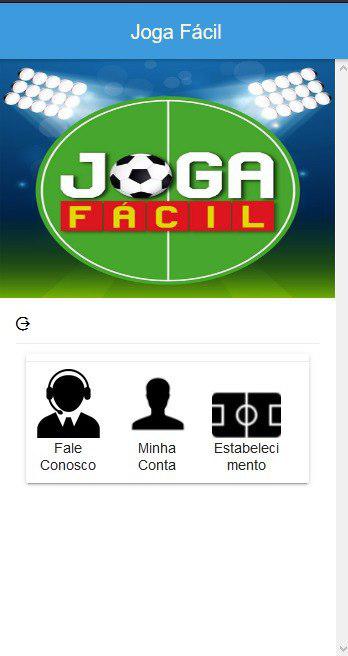 Joga Fácil
JOGA
FÁCIL
Fale
Conosco
Minha
Conta
Estabeleci
mento